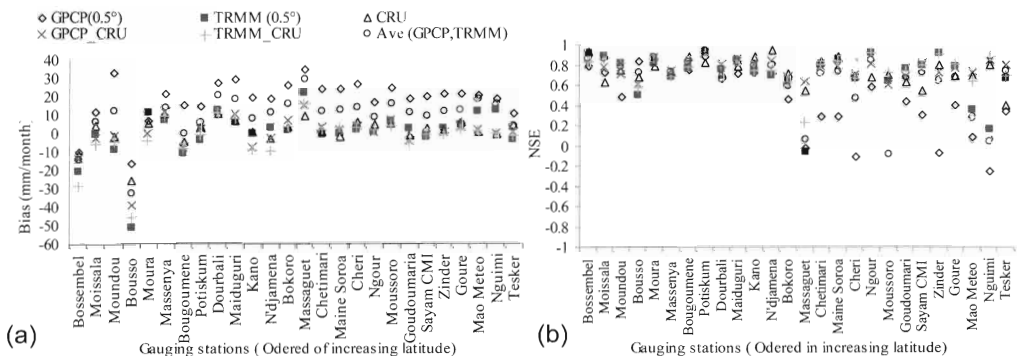 GPCP(0.5°) TRMM (0.5°) CRU
GPCP_CRU TRMM_CRU Ave (GPCP,TRMM)
Bias (mm/month)
40
30
20
10
0
-10
-20
-30
-40
-50
-60
Bossembel
Moissala
Moundou
Bousso
Moura
Massenya
Bougoumene
Potiskum
Dourbali
Maiduguri
Kano
N'djamena
Bokoro
Massaguet
Chetimari
Maine Soroa
Cheri
Ngour
Moussoro
Goudoumaria
Sayam CMI
Zinder
Goure
Mao Meteo
Nguimi
Tesker
(a)
Gauging stations ( Odered of increasing latitude)
NSE
1
0.8
0.6
0.4
0.2
0
0.2
0.4
0.6
0.8
-1
Bossembel
Moissala
Moundou
Bousso
Moura
Massenya
Bougoumene
Potiskum
Dourbali
Maiduguri
Kano
N'djamena
Bokoro
Massaguet
Chetimari
Maine Soroa
Cheri
Ngour
Moussoro
Goudoumari
Sayam CMI
Zinder
Goure
Mao Meteo
Nguimi
Tesker
(b)
Gauging stations ( Odered in increasing latitude)